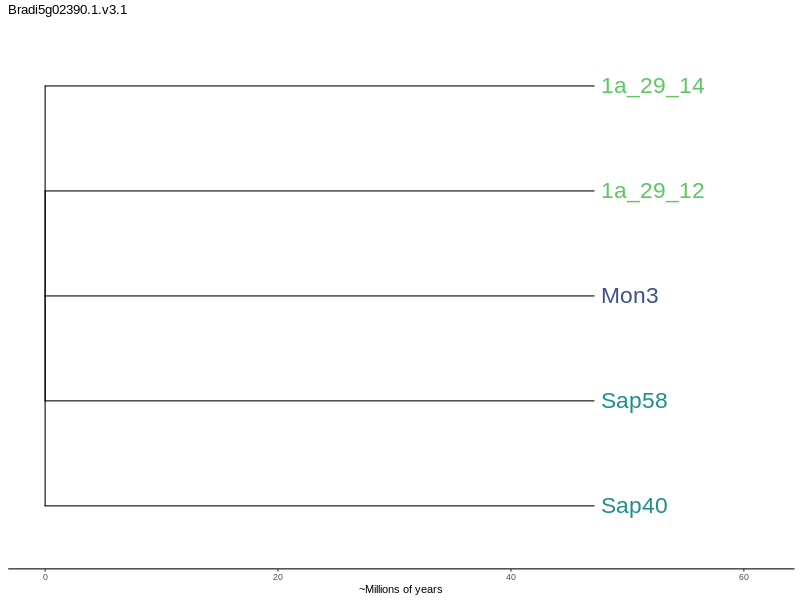 Bradi5g02390.1.v3.1
1a_29_14
1a_29_12
Mon3
Sap58
Sap40
0 20 40 60
~Millions of years